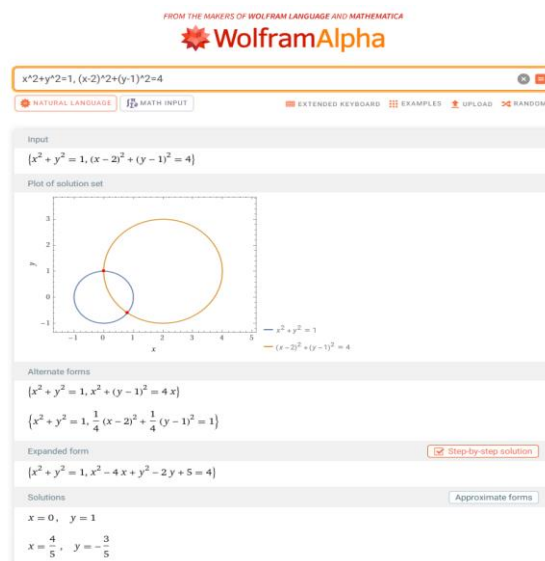 FROM THE MAKERS OF WOLFRAM LANGUAGE AND MATHEMATICA
WolframAlpha
x^2+y^2=1, (x-2)^2+(y-1)^2=4
NATURAL LANGUAGE
MATH INPUT
EXTENDED KEYBOARD
EXAMPLES
UPLOAD
RANDOM
Input
{x² + y² = 1, (x − 2)² + (y − 1)² = 4}
Plot of solution set
3
2
1
0
−1
y
−1 0 1 2 3 4 5
x
x² + y² = 1
(x − 2)² + (y − 1)² = 4
Alternate forms
{x² + y² = 1, x² + (y − 1)² = 4 x}
{x² + y² = 1, 1/4 (x − 2)² + 1/4 (y − 1)² = 1}
Expanded form
Step-by-step solution
{x² + y² = 1, x² − 4 x + y² − 2 y + 5 = 4}
Solutions
Approximate forms
x = 0, y = 1
x = 4/5, y = −3/5